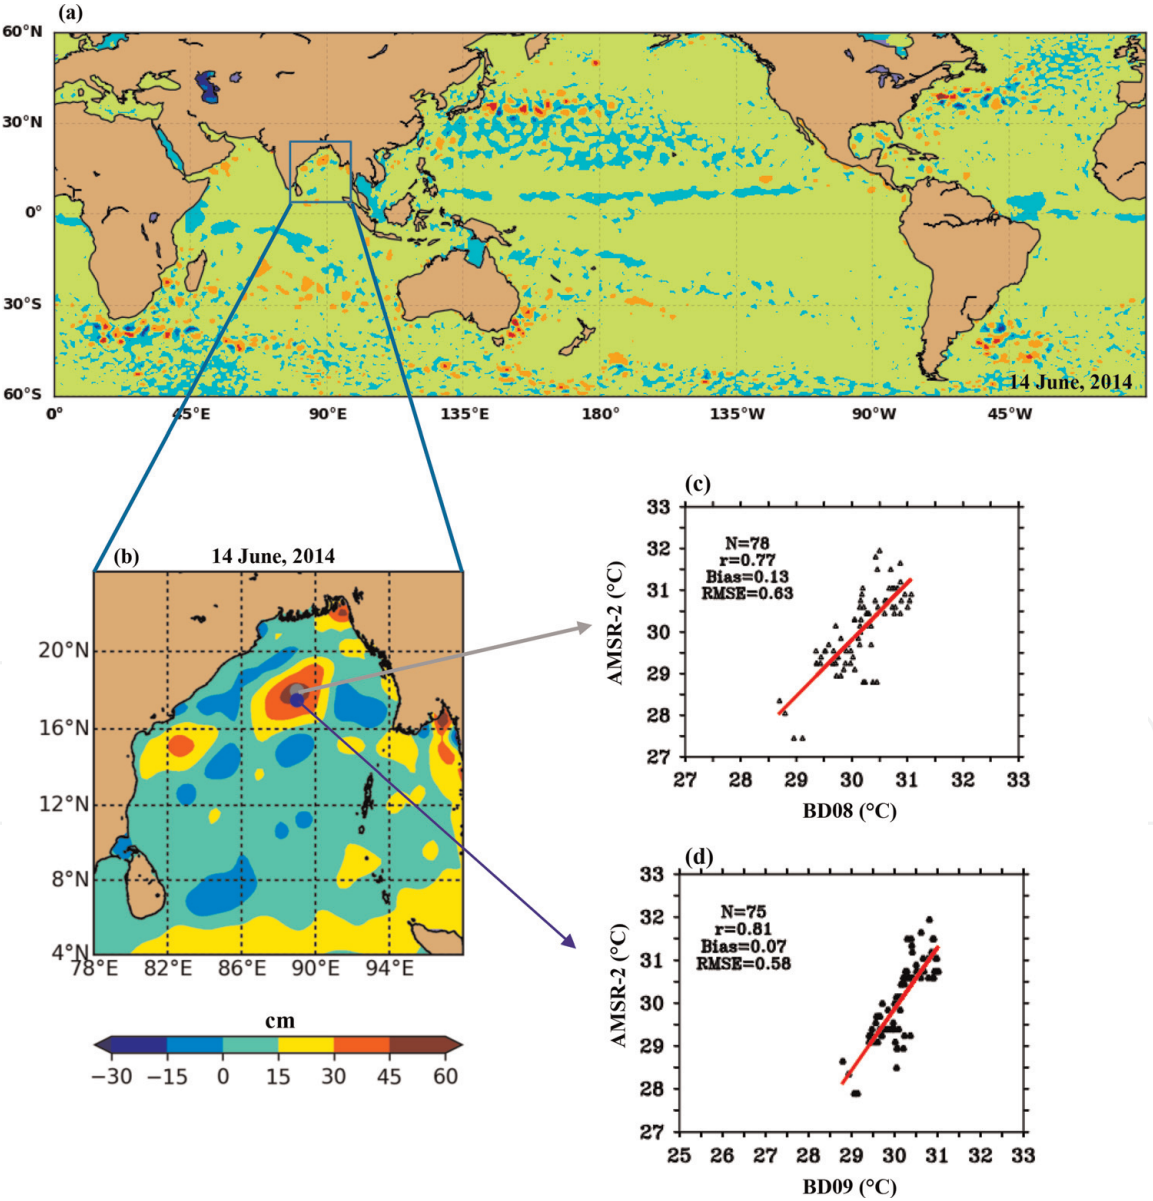 (a)
60°N
30°N
0°
30°S
60°S
14 June, 2014
0° 45°E 90°E 135°E 180° 135°W 90°W 45°W
(b) 14 June, 2014
20°N
16°N
12°N
8°N
4°N
78°E 82°E 86°E 90°E 94°E
cm
−30 −15 0 15 30 45 60
(c)
33
32
31
30
29
28
27
N=78
r=0.77
Bias=0.13
RMSE=0.63
AMSR-2 (°C)
27 28 29 30 31 32 33
BD08 (°C)
(d)
33
32
31
30
29
28
27
N=75
r=0.81
Bias=0.07
RMSE=0.58
AMSR-2 (°C)
25 26 27 28 29 30 31 31 33
BD09 (°C)